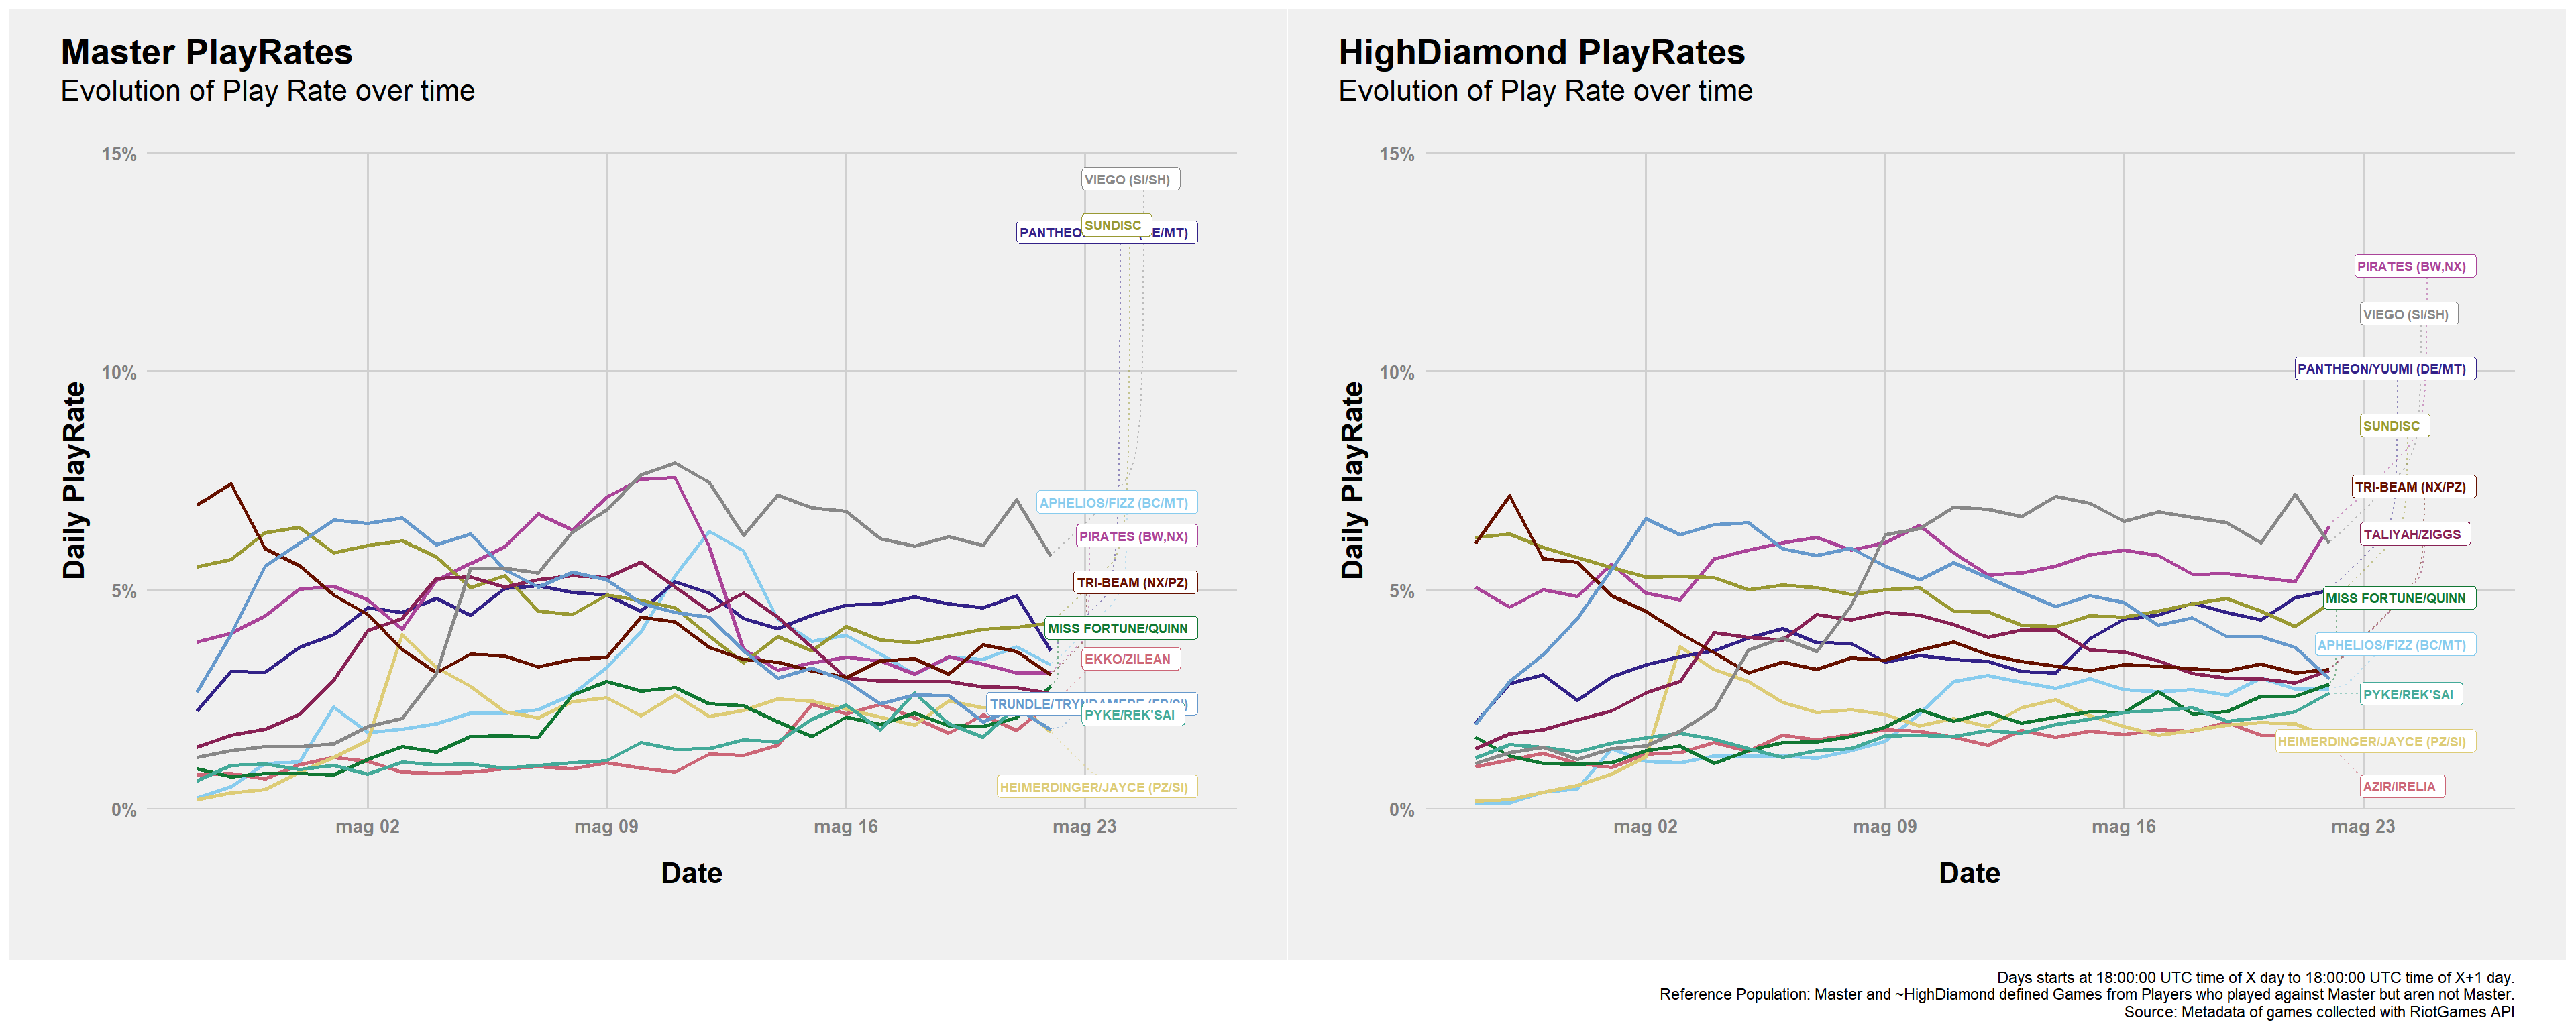 Master PlayRates
Evolution of Play Rate over time
Daily PlayRate
15%
10%
5%
0%
mag 02
mag 09
mag 16
mag 23
Date
VIEGO (SI/SH)
SUNDISC
E/MT)
APHELIOS/FIZZ (BC/MT)
PIRATES (BW,NX)
TRI-BEAM (NX/PZ)
MISS FORTUNE/QUINN
EKKO/ZILEAN
PYKE/REK'SAI
HEIMERDINGER/JAYCE (PZ/SI)
HighDiamond PlayRates
Evolution of Play Rate over time
Daily PlayRate
15%
10%
5%
0%
mag 02
mag 09
mag 16
mag 23
Date
PIRATES (BW,NX)
VIEGO (SI/SH)
PANTHEON/YUUMI (DE/MT)
SUNDISC
TRI-BEAM (NX/PZ)
TALIYAH/ZIGGS
MISS FORTUNE/QUINN
APHELIOS/FIZZ (BC/MT)
PYKE/REK'SAI
HEIMERDINGER/JAYCE (PZ/SI)
AZIR/IRELIA
Days starts at 18:00:00 UTC time of X day to 18:00:00 UTC time of X+1 day.
Reference Population: Master and ~HighDiamond defined Games from Players who played against Master but aren not Master.
Source: Metadata of games collected with RiotGames API